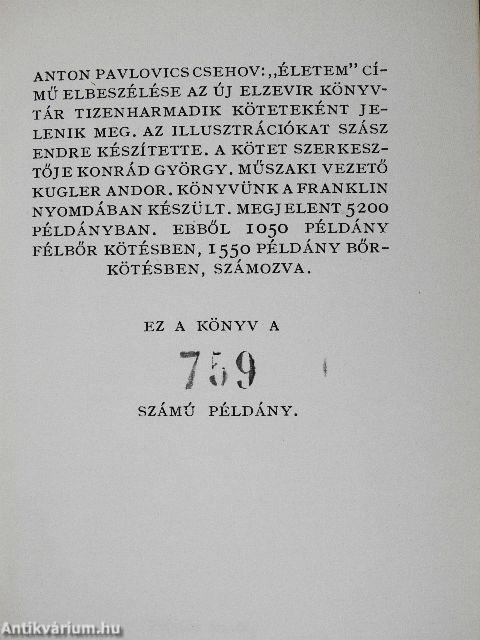 ANTON PAVLOVICS CSEHOV: „ÉLETEM” CÍ-
MŰ ELBESZÉLÉSE AZ ÚJ ELZEVIR KÖNYV-
TÁR TIZENHARMADIK KÖTETEKÉNT JE-
LENIK MEG. AZ ILLUSZTRÁCIÓKAT SZÁSZ
ENDRE KÉSZÍTETTE. A KÖTET SZERKESZ-
TŐJE KONRÁD GYÖRGY. MŰSZAKI VEZETŐ
KUGLER ANDOR. KÖNYVÜNK A FRANKLIN
NYOMDÁBAN KÉSZÜLT. MEGJELENT 5200
PÉLDÁNYBAN. EBBŐL 1050 PÉLDÁNY
FÉLBŐR KÖTÉSBEN, 1550 PÉLDÁNY BŐR-
KÖTÉSBEN, SZÁMOZVA.
EZ A KÖNYV A
759
SZÁMÚ PÉLDÁNY.
Antikvárium.hu